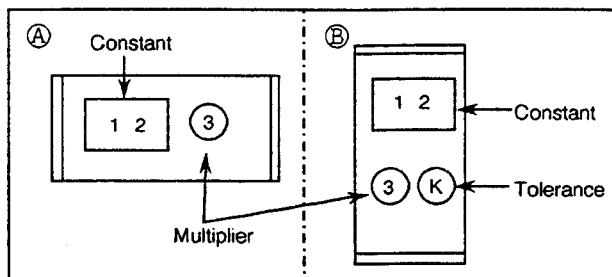 A
Constant
1 2
3
Multiplier
B
1 2
Constant
3
K
Tolerance